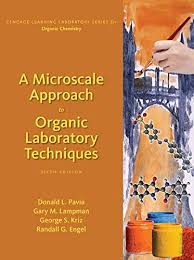 CENGAGE LEARNING LABORATORY SERIES for
Organic Chemistry
A Microscale
Approach
to
Organic Laboratory
Techniques
SIXTH EDITION
Donald L. Pavia
Gary M. Lampman
George S. Kriz
Randall G. Engel